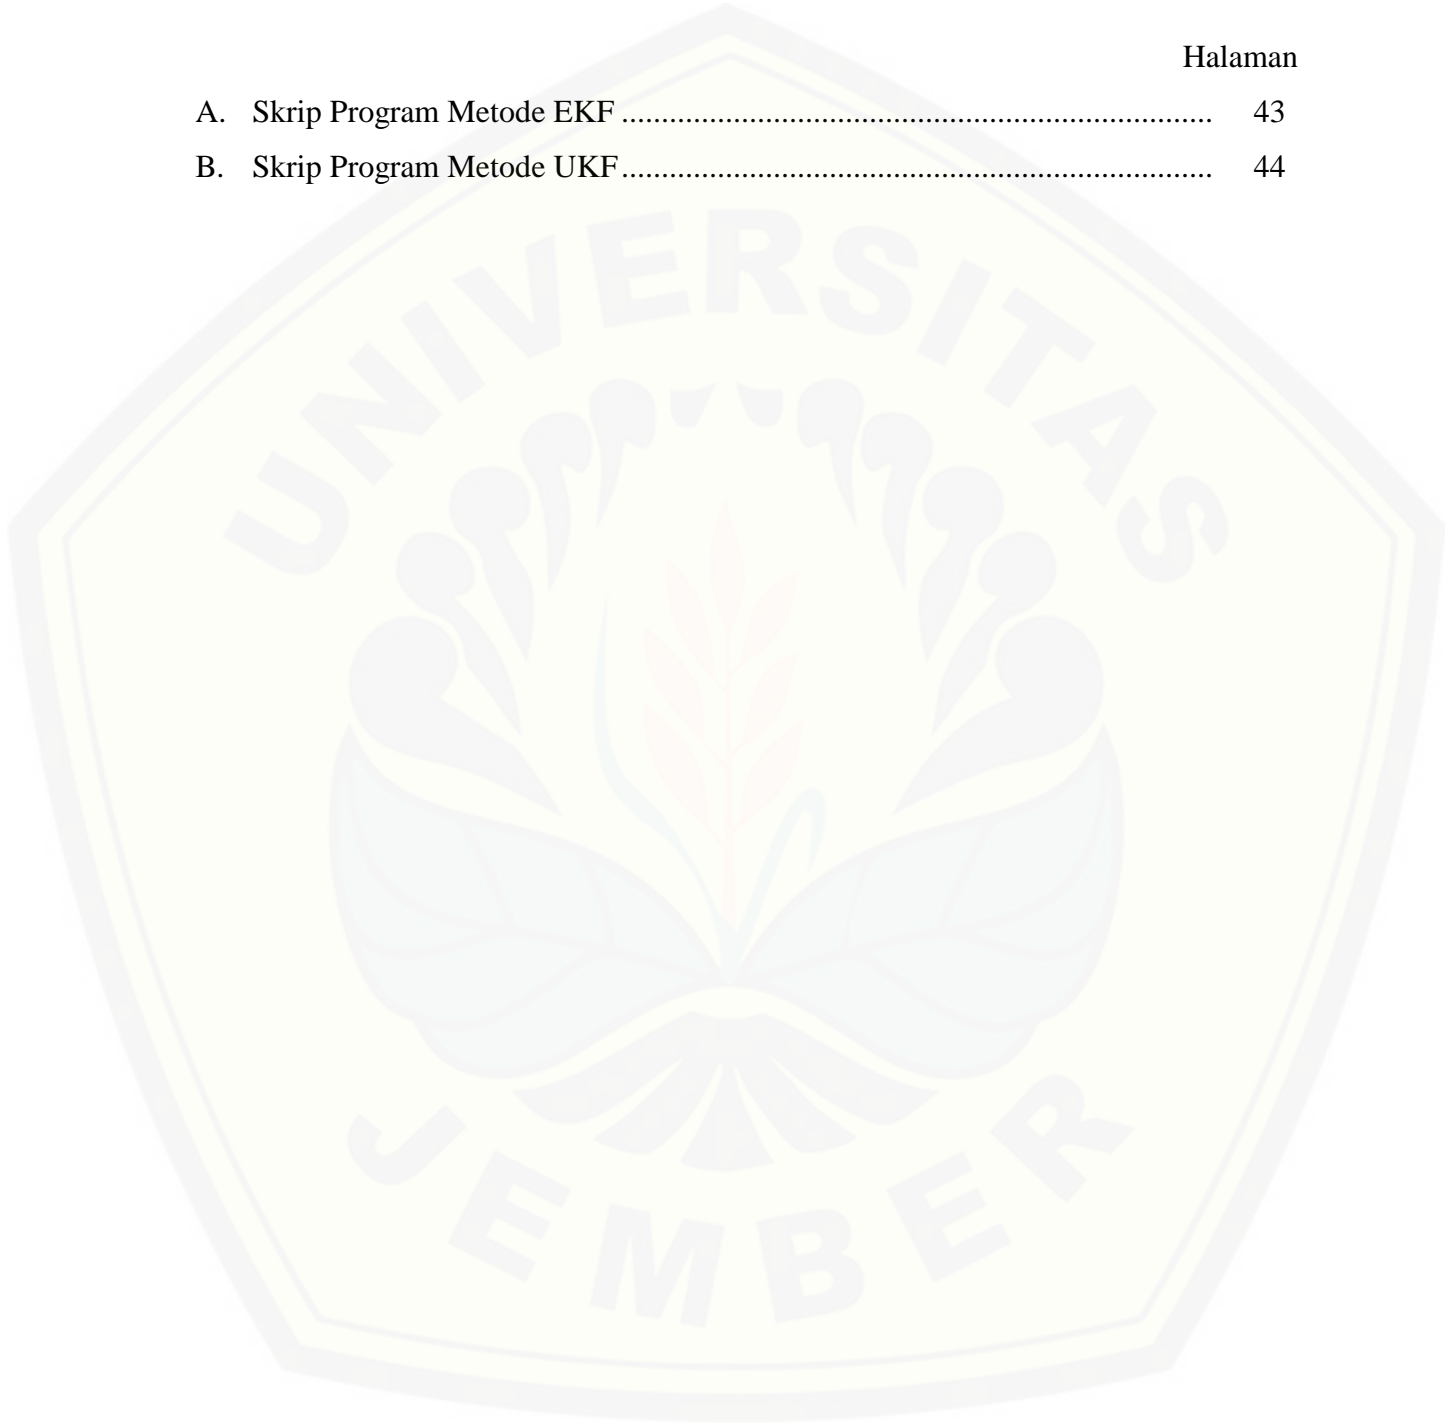 Halaman
A. Skrip Program Metode EKF .......................................................................... 43
B. Skrip Program Metode UKF.......................................................................... 44
UNIVERSITAS
JEMBER